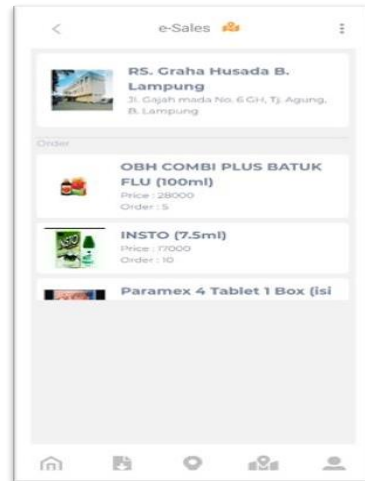 e-Sales
RS. Graha Husada B.
Lampung
Jl. Gajah mada No. 6 GH, Tj. Agung,
B. Lampung
Order
OBH COMBI PLUS BATUK
FLU (100ml)
Price : 28000
Order : 5
INSTO
INSTO (7.5ml)
Price : 17000
Order : 10
Paramex 4 Tablet 1 Box (isi